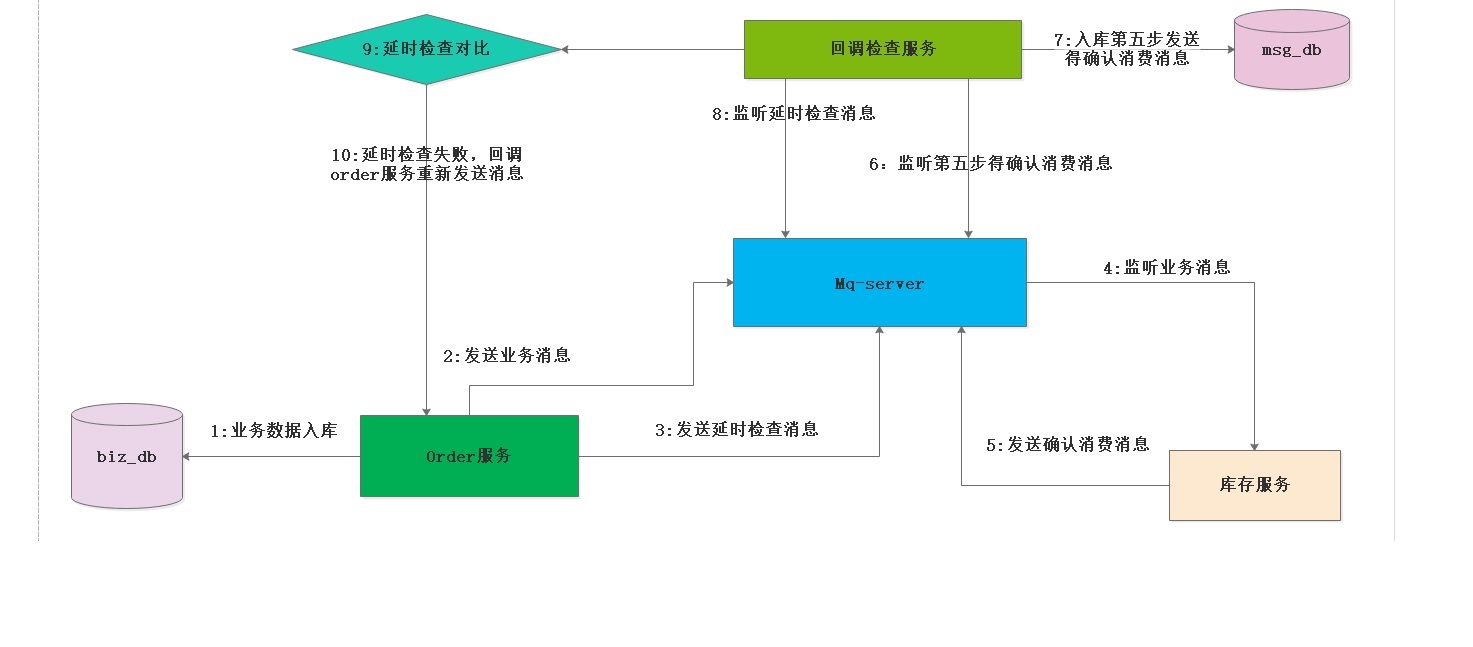 9:延时检查对比
回调检查服务
7:入库第五步发送
得确认消费消息
msg_db
8:监听延时检查消息
10:延时检查失败，回调
order服务重新发送消息
6：监听第五步得确认消费消息
Mq-server
4:监听业务消息
2:发送业务消息
1:业务数据入库
3:发送延时检查消息
5:发送确认消费消息
biz_db
Order服务
库存服务